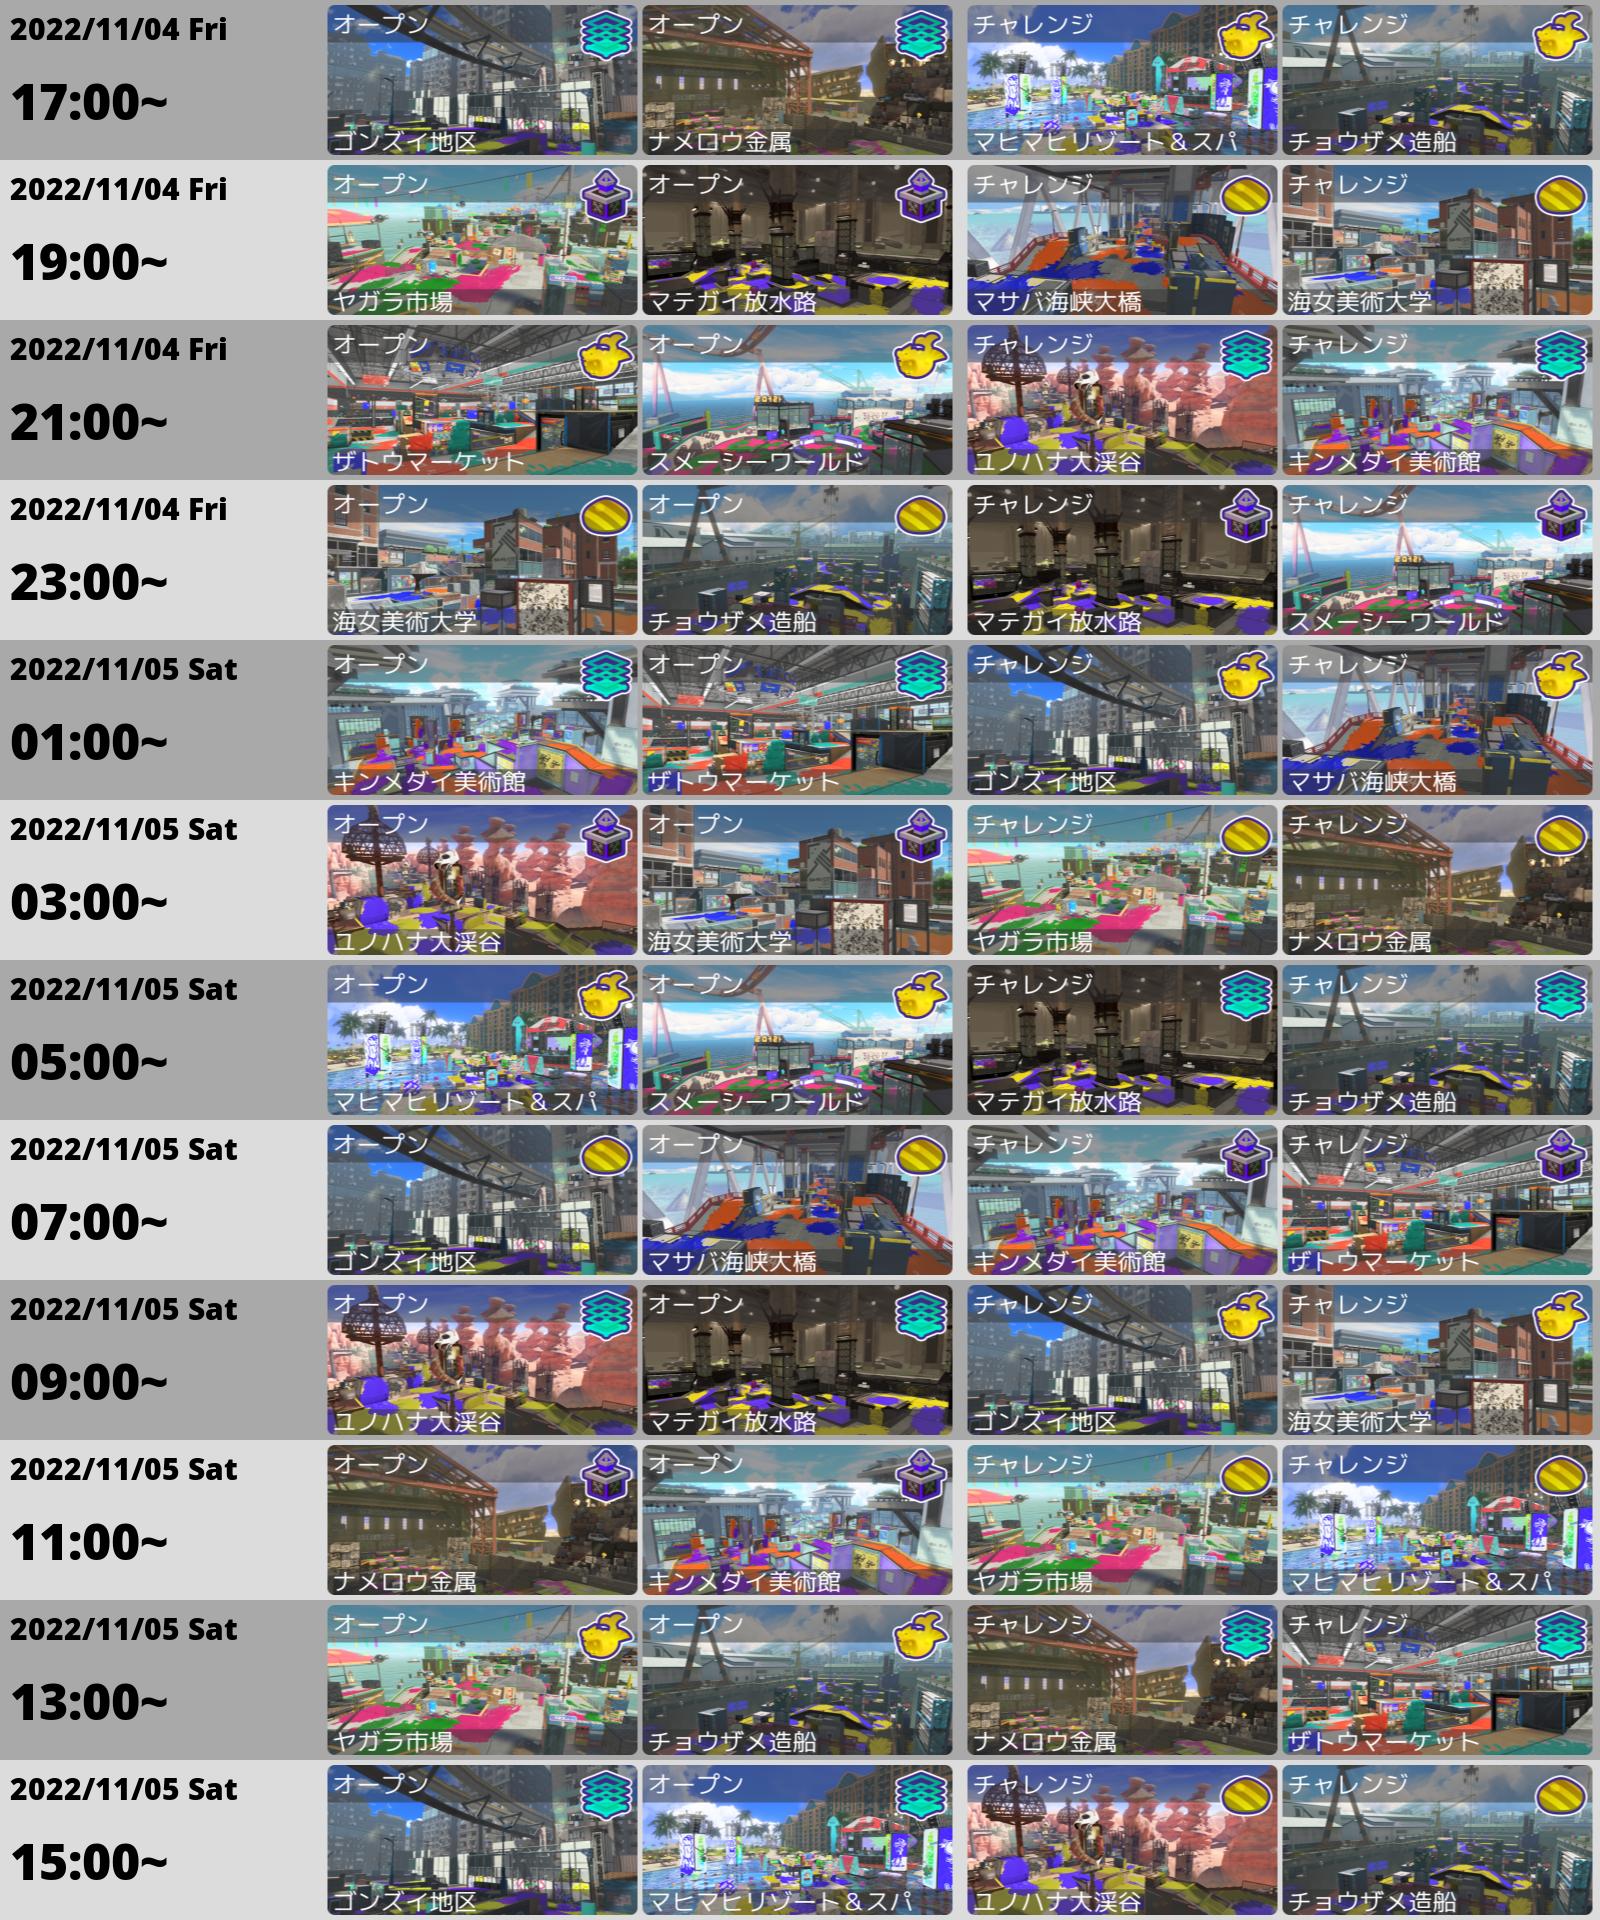 2022/11/04 Fri
17:00~
オープン
ゴンズイ地区
オープン
ナメロウ金属
チャレンジ
マヒマヒリゾート＆スパ
チャレンジ
チョウザメ造船
2022/11/04 Fri
19:00~
オープン
ヤガラ市場
オープン
マテガイ放水路
チャレンジ
マサバ海峡大橋
チャレンジ
海女美術大学
2022/11/04 Fri
21:00~
オープン
ザトウマーケット
オープン
スメーシーワールド
チャレンジ
ユノハナ大渓谷
チャレンジ
キンメダイ美術館
2022/11/04 Fri
23:00~
オープン
海女美術大学
オープン
チョウザメ造船
チャレンジ
マテガイ放水路
チャレンジ
スメーシーワールド
2022/11/05 Sat
01:00~
オープン
キンメダイ美術館
オープン
ザトウマーケット
チャレンジ
ゴンズイ地区
チャレンジ
マサバ海峡大橋
2022/11/05 Sat
03:00~
オープン
ユノハナ大渓谷
オープン
海女美術大学
チャレンジ
ヤガラ市場
チャレンジ
ナメロウ金属
2022/11/05 Sat
05:00~
オープン
マヒマヒリゾート＆スパ
オープン
スメーシーワールド
チャレンジ
マテガイ放水路
チャレンジ
チョウザメ造船
2022/11/05 Sat
07:00~
オープン
ゴンズイ地区
オープン
マサバ海峡大橋
チャレンジ
キンメダイ美術館
チャレンジ
ザトウマーケット
2022/11/05 Sat
09:00~
オープン
ユノハナ大渓谷
オープン
マテガイ放水路
チャレンジ
ゴンズイ地区
チャレンジ
海女美術大学
2022/11/05 Sat
11:00~
オープン
ナメロウ金属
オープン
キンメダイ美術館
チャレンジ
ヤガラ市場
チャレンジ
マヒマヒリゾート＆スパ
2022/11/05 Sat
13:00~
オープン
ヤガラ市場
オープン
チョウザメ造船
チャレンジ
ナメロウ金属
チャレンジ
ザトウマーケット
2022/11/05 Sat
15:00~
オープン
ゴンズイ地区
オープン
マヒマヒリゾート＆スパ
チャレンジ
ユノハナ大渓谷
チャレンジ
チョウザメ造船